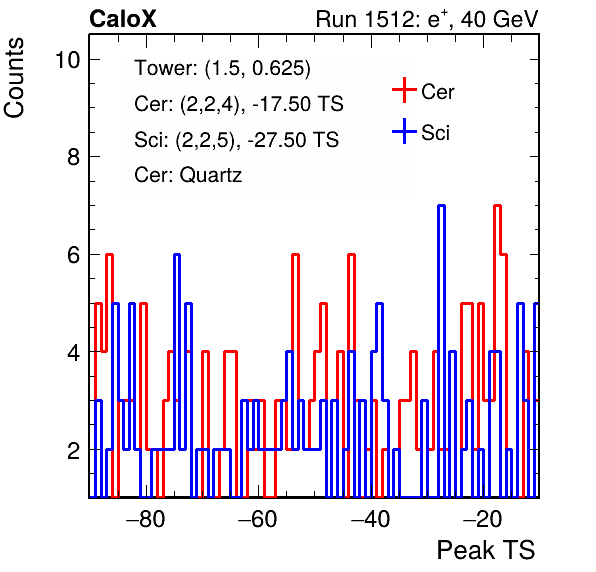 CaloX Run 1512: e+, 40 GeV
Counts
Tower: (1.5, 0.625)
Cer: (2,2,4), -17.50 TS
Sci: (2,2,5), -27.50 TS
Cer: Quartz
Cer
Sci
10
8
6
4
2
−80 −60 −40 −20
Peak TS